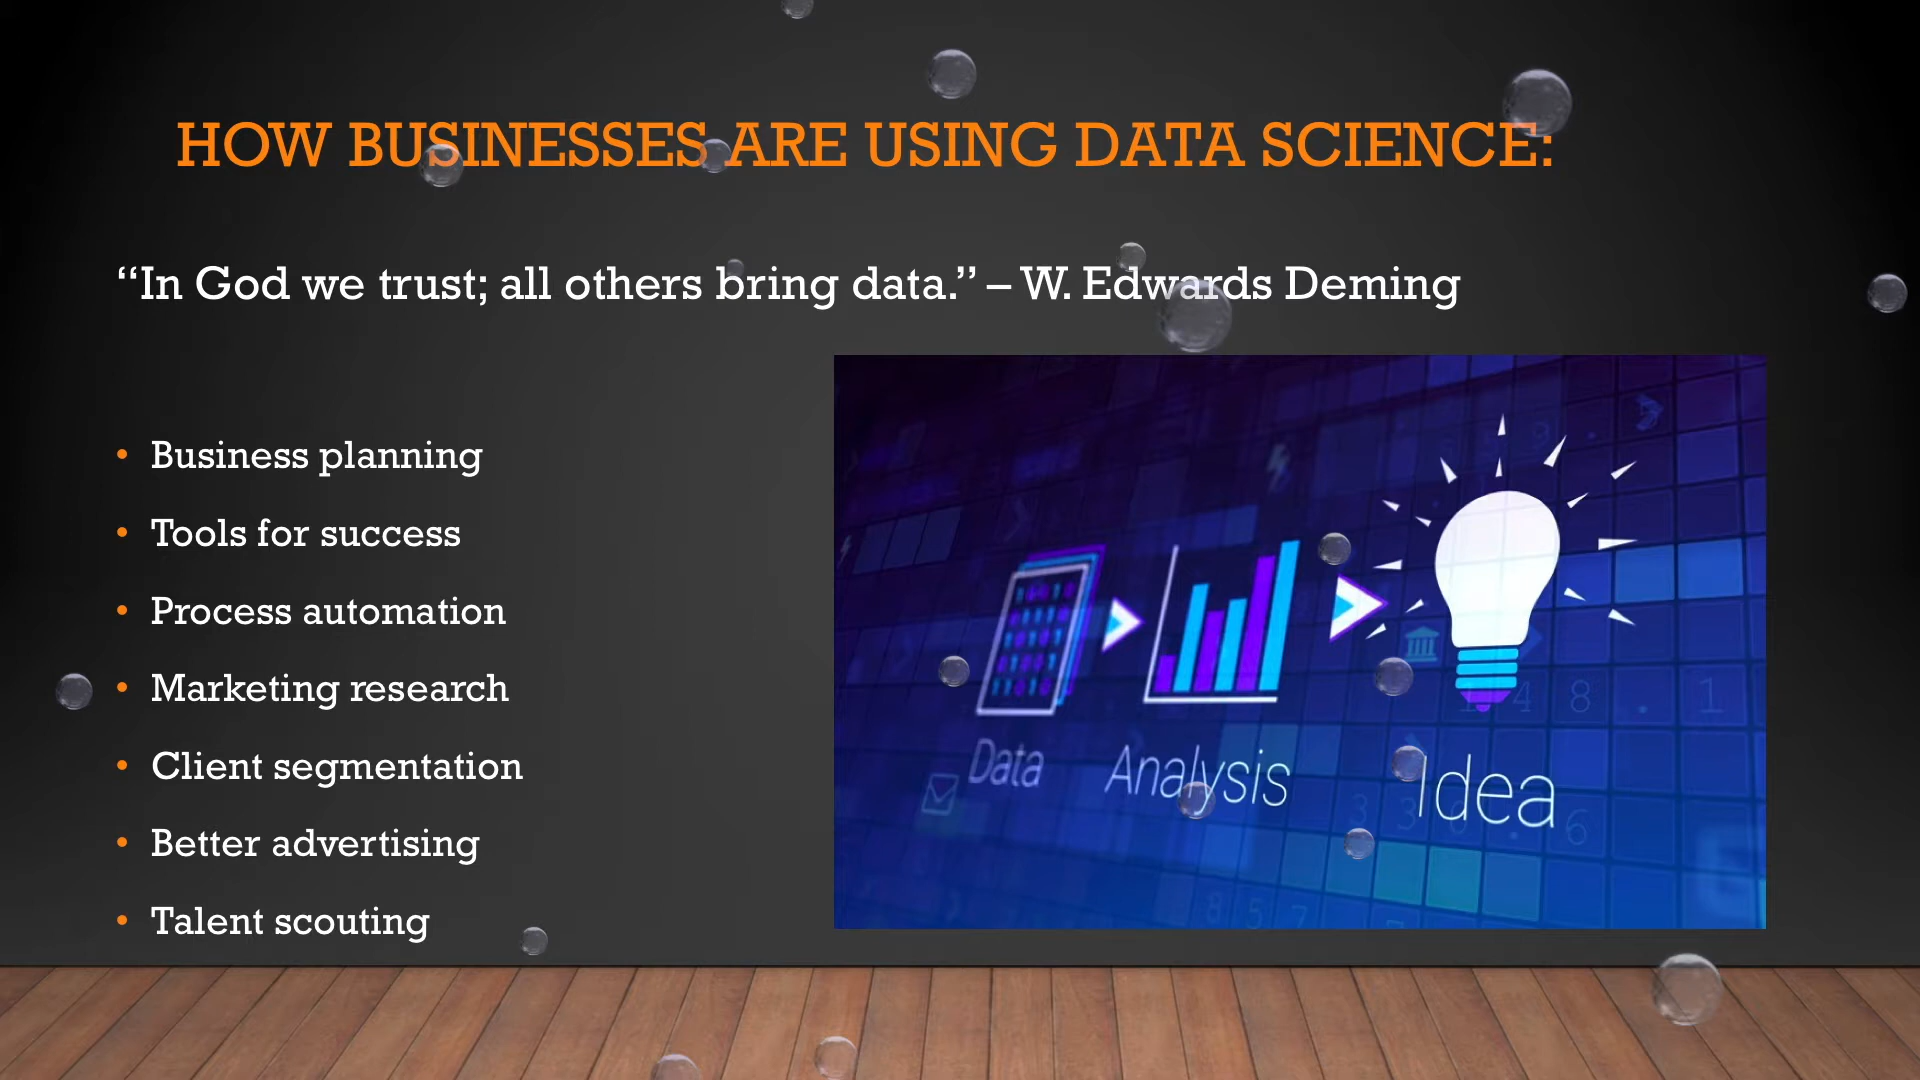 HOW BUSINESSES ARE USING DATA SCIENCE:
“In God we trust; all others bring data.” – W. Edwards Deming
• Business planning
• Tools for success
• Process automation
• Marketing research
• Client segmentation
• Better advertising
• Talent scouting
Data Analysis Idea